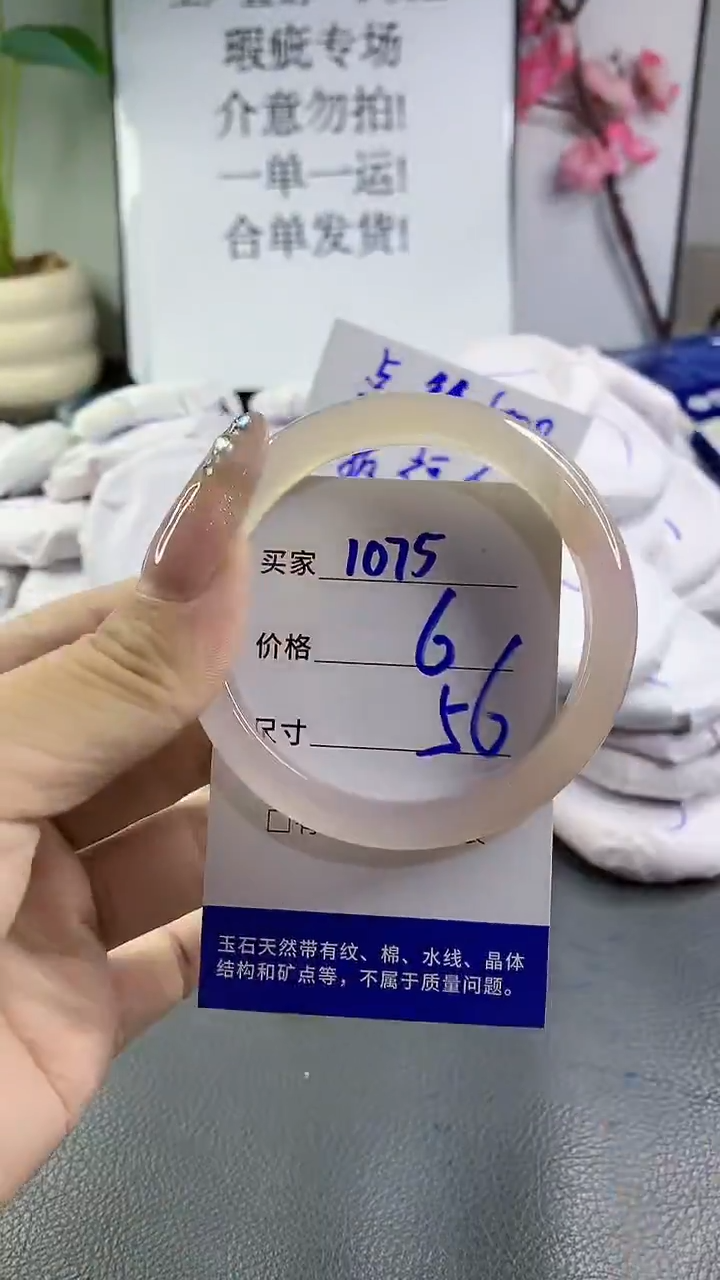 瑕疵专场
介意勿拍!
一单一运!
合单发货!
买家 1075
价格 6
尺寸 56
玉石天然带有纹、棉、水线、晶体
结构和矿点等，不属于质量问题。